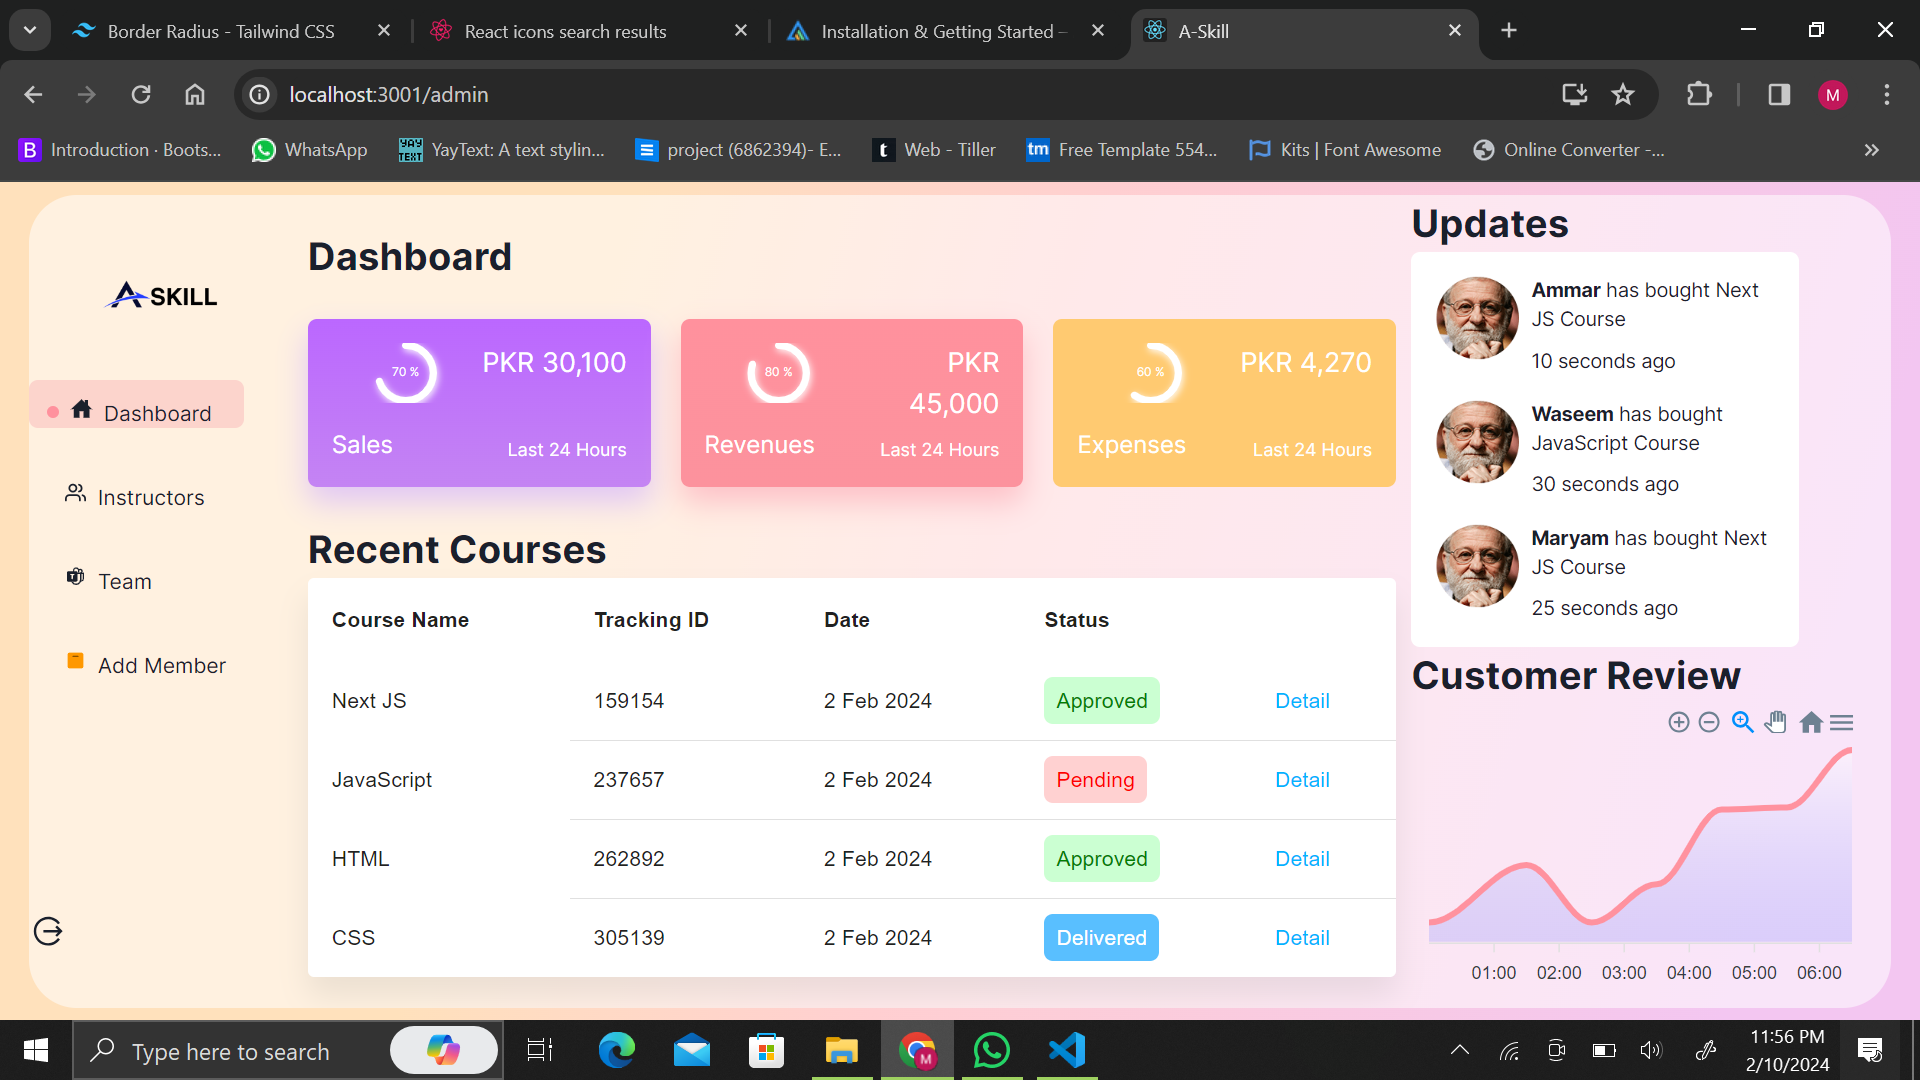 Border Radius - Tailwind CSS
React icons search results
Installation & Getting Started –
A-Skill
localhost:3001/admin
M
B Introduction · Boots...
WhatsApp
YAY TEXT YayText: A text stylin...
project (6862394)- E...
t Web - Tiller
tm Free Template 554...
Kits | Font Awesome
Online Converter -...
A SKILL
Dashboard
Instructors
Team
Add Member
Dashboard
70 %
PKR 30,100
Sales
Last 24 Hours
80 %
PKR
45,000
Revenues
Last 24 Hours
60 %
PKR 4,270
Expenses
Last 24 Hours
Recent Courses
Course Name Tracking ID Date Status
Next JS 159154 2 Feb 2024 Approved Detail
JavaScript 237657 2 Feb 2024 Pending Detail
HTML 262892 2 Feb 2024 Approved Detail
CSS 305139 2 Feb 2024 Delivered Detail
Updates
Ammar has bought Next
JS Course
10 seconds ago
Waseem has bought
JavaScript Course
30 seconds ago
Maryam has bought Next
JS Course
25 seconds ago
Customer Review
01:00 02:00 03:00 04:00 05:00 06:00
Type here to search
M
11:56 PM
2/10/2024